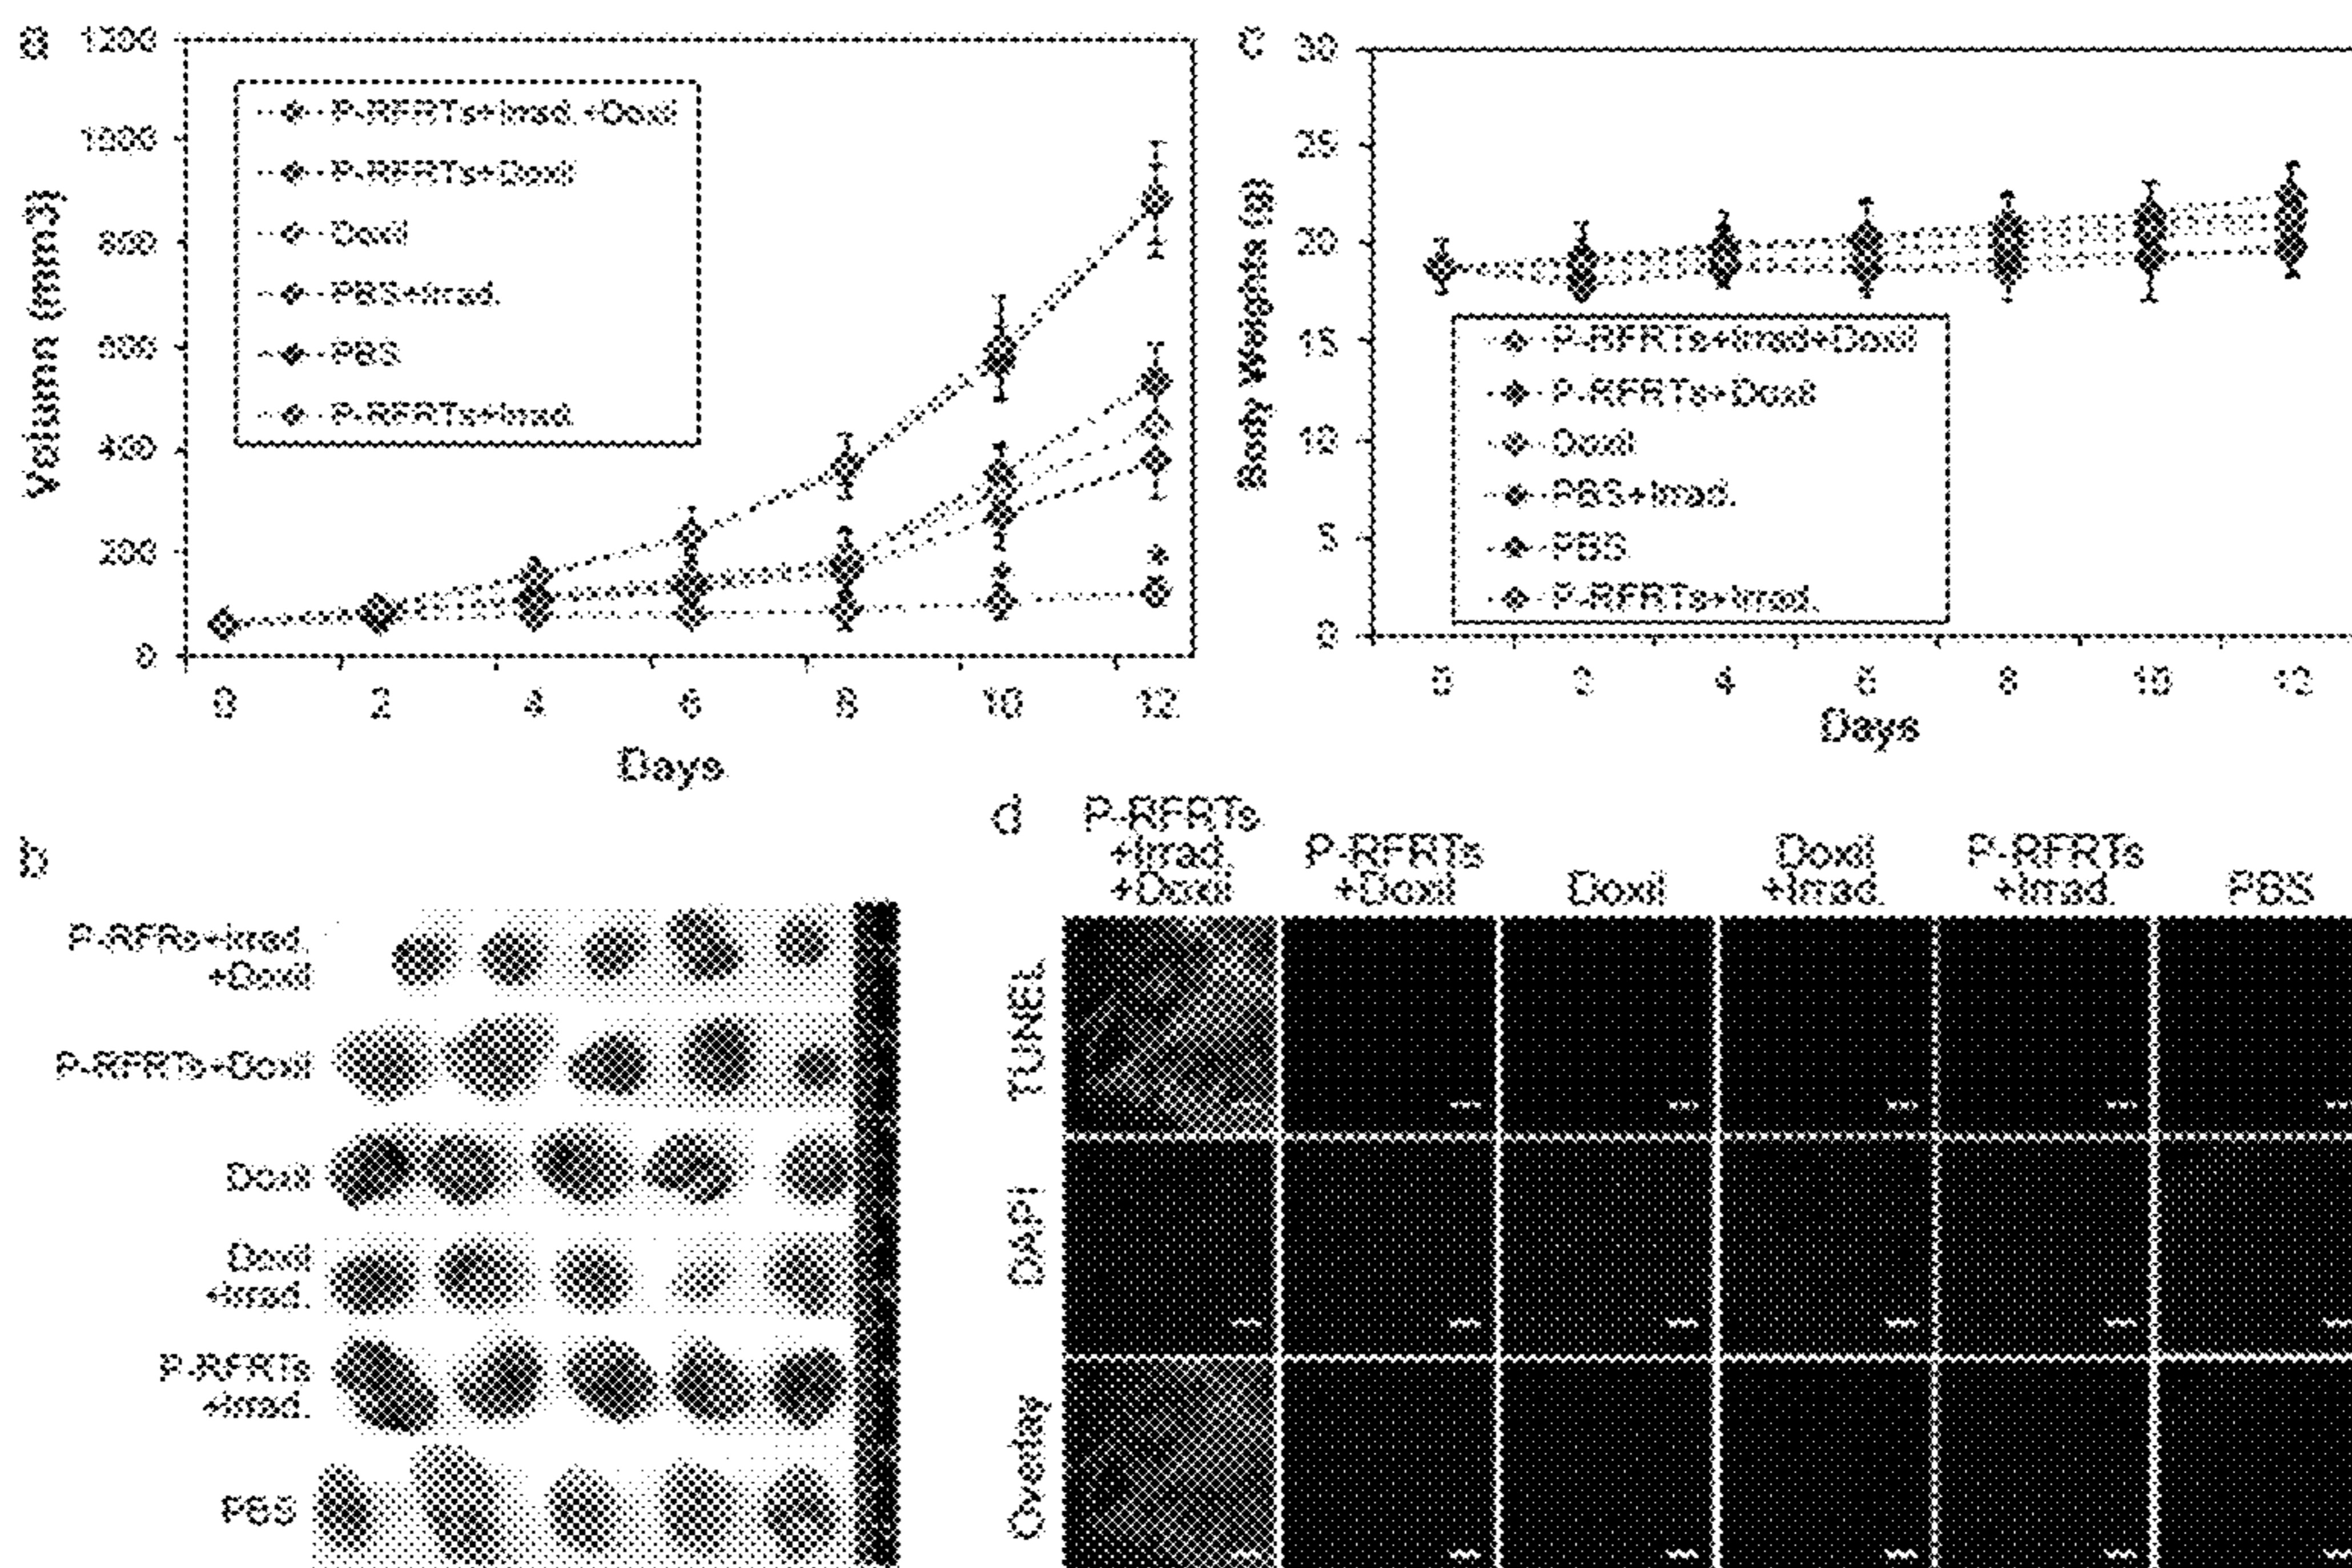 a
1200
1000
800
600
400
200
0
Volumn (mm3)
P-RFRTs+Irrad.+Doxil
P-RFRTs+Doxil
Doxil
PBS+Irrad.
PBS
P-RFRTs+Irrad.
0 2 4 6 8 10 12
Days
c
30
25
20
15
10
5
0
Body Weights (g)
P-RFRTs+Irrad+Doxil
P-RFRTs+Doxil
Doxil
PBS+Irrad.
PBS
P-RFRTs+Irrad.
0 2 4 6 8 10 12
Days
b
P-RFRs+Irrad.
+Doxil
P-RFRTs+Doxil
Doxil
Doxil
+Irrad.
P-RFRTs
+Irrad.
PBS
d
P-RFRTs
+Irrad.
+Doxil
P-RFRTs
+Doxil
Doxil
Doxil
+Irrad.
P-RFRTs
+Irrad.
PBS
TUNEL
DAPI
Overlay